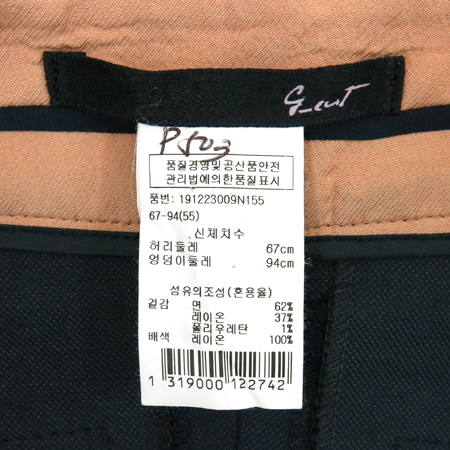 G-cut
P503
품질경영및공산품안전
관리법에의한품질표시
품번: 191223009N155
67-94(55)
신체치수
허리둘레 67cm
엉덩이둘레 94cm
섬유의조성(혼용율)
겉감 면 62%
레이온 37%
폴리우레탄 1%
배색 레이온 100%
1 319000 122742